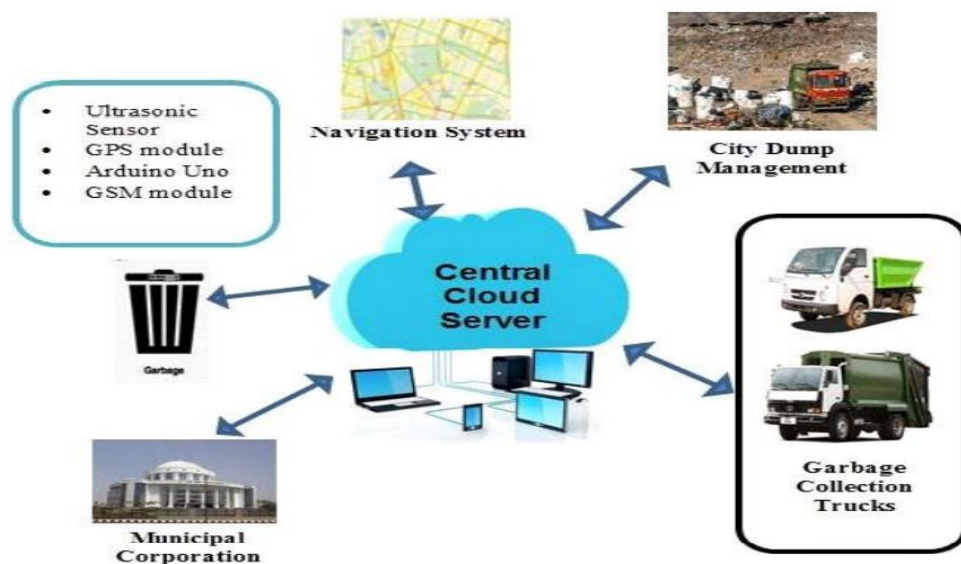 • Ultrasonic
Sensor
• GPS module
• Arduino Uno
• GSM module
Navigation System
City Dump
Management
Central
Cloud
Server
Garbage
Municipal
Corporation
Garbage
Collection
Trucks